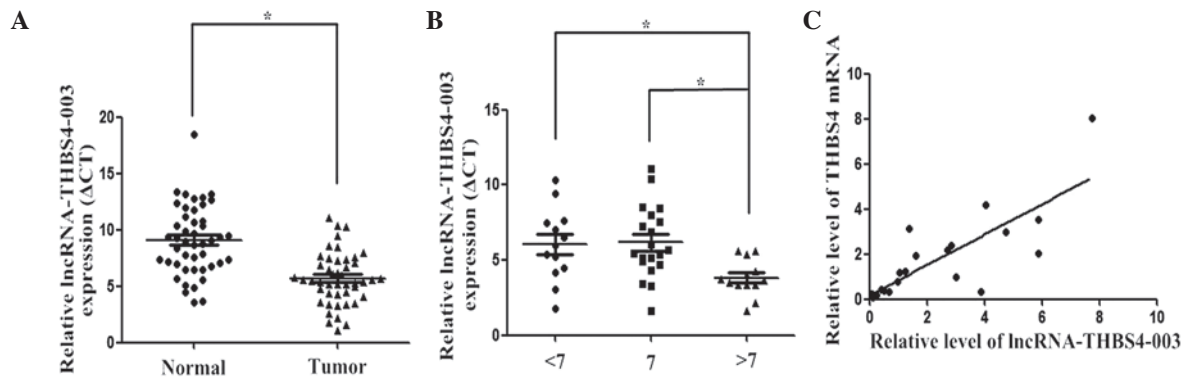 A
Relative lncRNA-THBS4-003
expression (ΔCT)
20
15
10
5
0
*
Normal
Tumor
B
Relative lncRNA-THBS4-003
expression (ΔCT)
15
10
5
0
*
*
<7
7
>7
C
Relative level of THBS4 mRNA
10
8
6
4
2
0
0
2
4
6
8
10
Relative level of lncRNA-THBS4-003